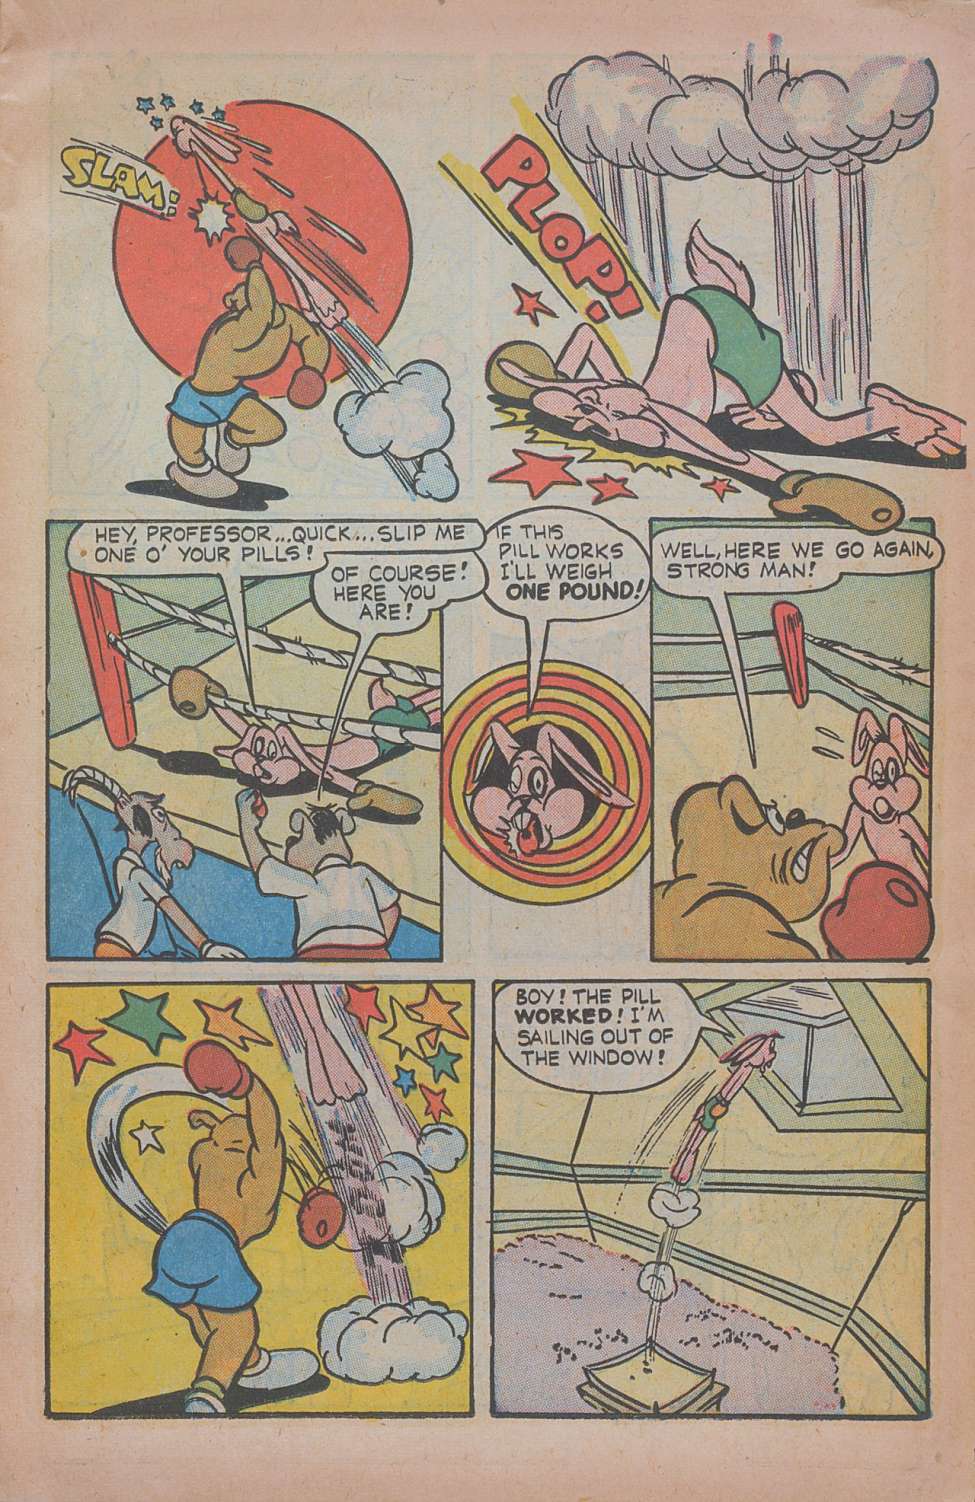 SLAM!
PLOP!
HEY, PROFESSOR...QUICK...SLIP ME
ONE O' YOUR PILLS!
OF COURSE!
HERE YOU
ARE!
IF THIS
PILL WORKS
I'LL WEIGH
ONE POUND!
WELL, HERE WE GO AGAIN,
STRONG MAN!
BOY! THE PILL
WORKED! I'M
SAILING OUT OF
THE WINDOW!